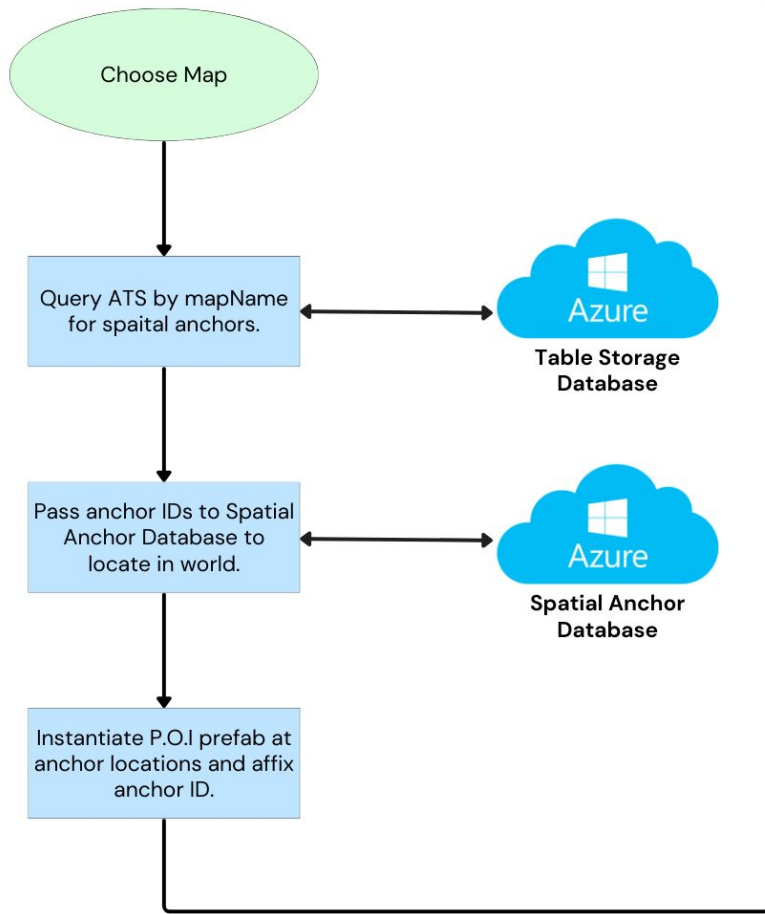 Choose Map
Query ATS by mapName
for spaital anchors.
Azure
Table Storage
Database
Pass anchor IDs to Spatial
Anchor Database to
locate in world.
Azure
Spatial Anchor
Database
Instantiate P.O.I prefab at
anchor locations and affix
anchor ID.